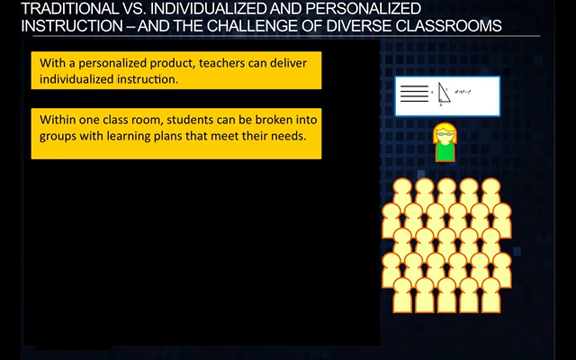 TRADITIONAL VS. INDIVIDUALIZED AND PERSONALIZED
INSTRUCTION – AND THE CHALLENGE OF DIVERSE CLASSROOMS
With a personalized product, teachers can deliver
individualized instruction.
Within one class room, students can be broken into
groups with learning plans that meet their needs.